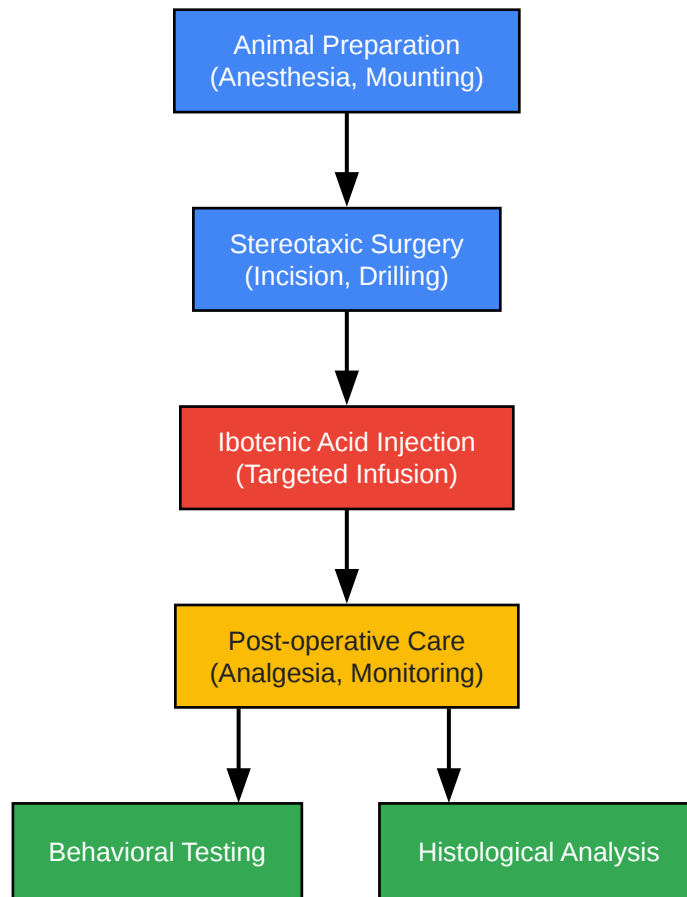 Animal Preparation
(Anesthesia, Mounting)
Stereotaxic Surgery
(Incision, Drilling)
Ibotenic Acid Injection
(Targeted Infusion)
Post-operative Care
(Analgesia, Monitoring)
Behavioral Testing
Histological Analysis